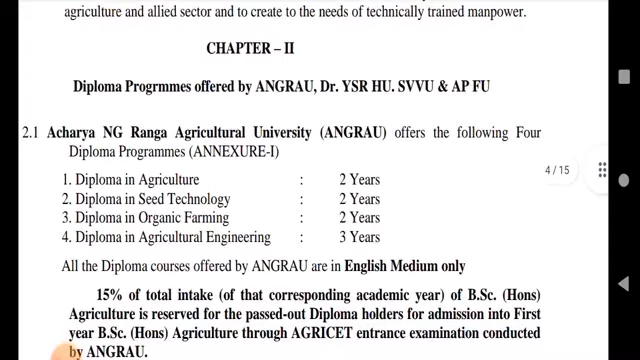 agriculture and allied sector and to create to the needs of technically trained manpower.
CHAPTER – II
Diploma Progrmmes offered by ANGRAU, Dr. YSR HU. SVVU & AP FU
2.1 Acharya NG Ranga Agricultural University (ANGRAU) offers the following Four
Diploma Programmes (ANNEXURE-I)
1. Diploma in Agriculture : 2 Years
2. Diploma in Seed Technology : 2 Years
3. Diploma in Organic Farming : 2 Years
4. Diploma in Agricultural Engineering : 3 Years
4 / 15
All the Diploma courses offered by ANGRAU are in English Medium only
15% of total intake (of that corresponding academic year) of B.Sc. (Hons)
Agriculture is reserved for the passed-out Diploma holders for admission into First
year B.Sc. (Hons) Agriculture through AGRICET entrance examination conducted
by ANGRAU.